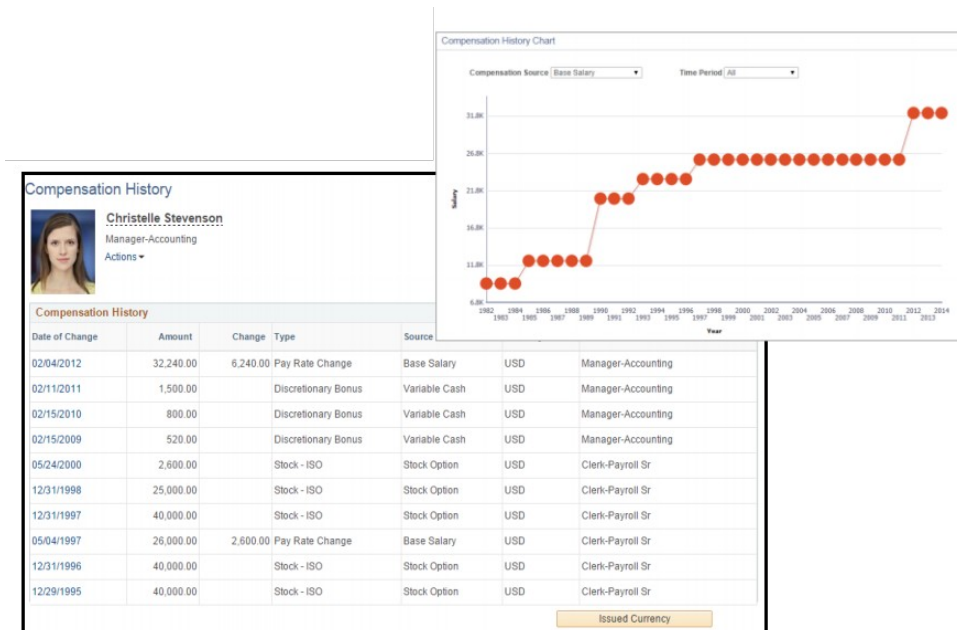 Compensation History Chart
Compensation Source Base Salary Time Period All
31.8K
26.8K
21.8K
16.8K
11.8K
6.8K
Salary
1982 1984 1986 1988 1990 1992 1994 1996 1998 2000 2002 2004 2006 2008 2010 2012 2014
1983 1985 1987 1989 1991 1993 1995 1997 1999 2001 2003 2005 2007 2009 2011 2013
Year
Compensation History
Christelle Stevenson
Manager-Accounting
Actions
Compensation History
Date of Change Amount Change Type Source
02/04/2012 32,240.00 6,240.00 Pay Rate Change Base Salary USD Manager-Accounting
02/11/2011 1,500.00 Discretionary Bonus Variable Cash USD Manager-Accounting
02/15/2010 800.00 Discretionary Bonus Variable Cash USD Manager-Accounting
02/15/2009 520.00 Discretionary Bonus Variable Cash USD Manager-Accounting
05/24/2000 2,600.00 Stock - ISO Stock Option USD Clerk-Payroll Sr
12/31/1998 25,000.00 Stock - ISO Stock Option USD Clerk-Payroll Sr
12/31/1997 40,000.00 Stock - ISO Stock Option USD Clerk-Payroll Sr
05/04/1997 26,000.00 2,600.00 Pay Rate Change Base Salary USD Clerk-Payroll Sr
12/31/1996 40,000.00 Stock - ISO Stock Option USD Clerk-Payroll Sr
12/29/1995 40,000.00 Stock - ISO Stock Option USD Clerk-Payroll Sr
Issued Currency